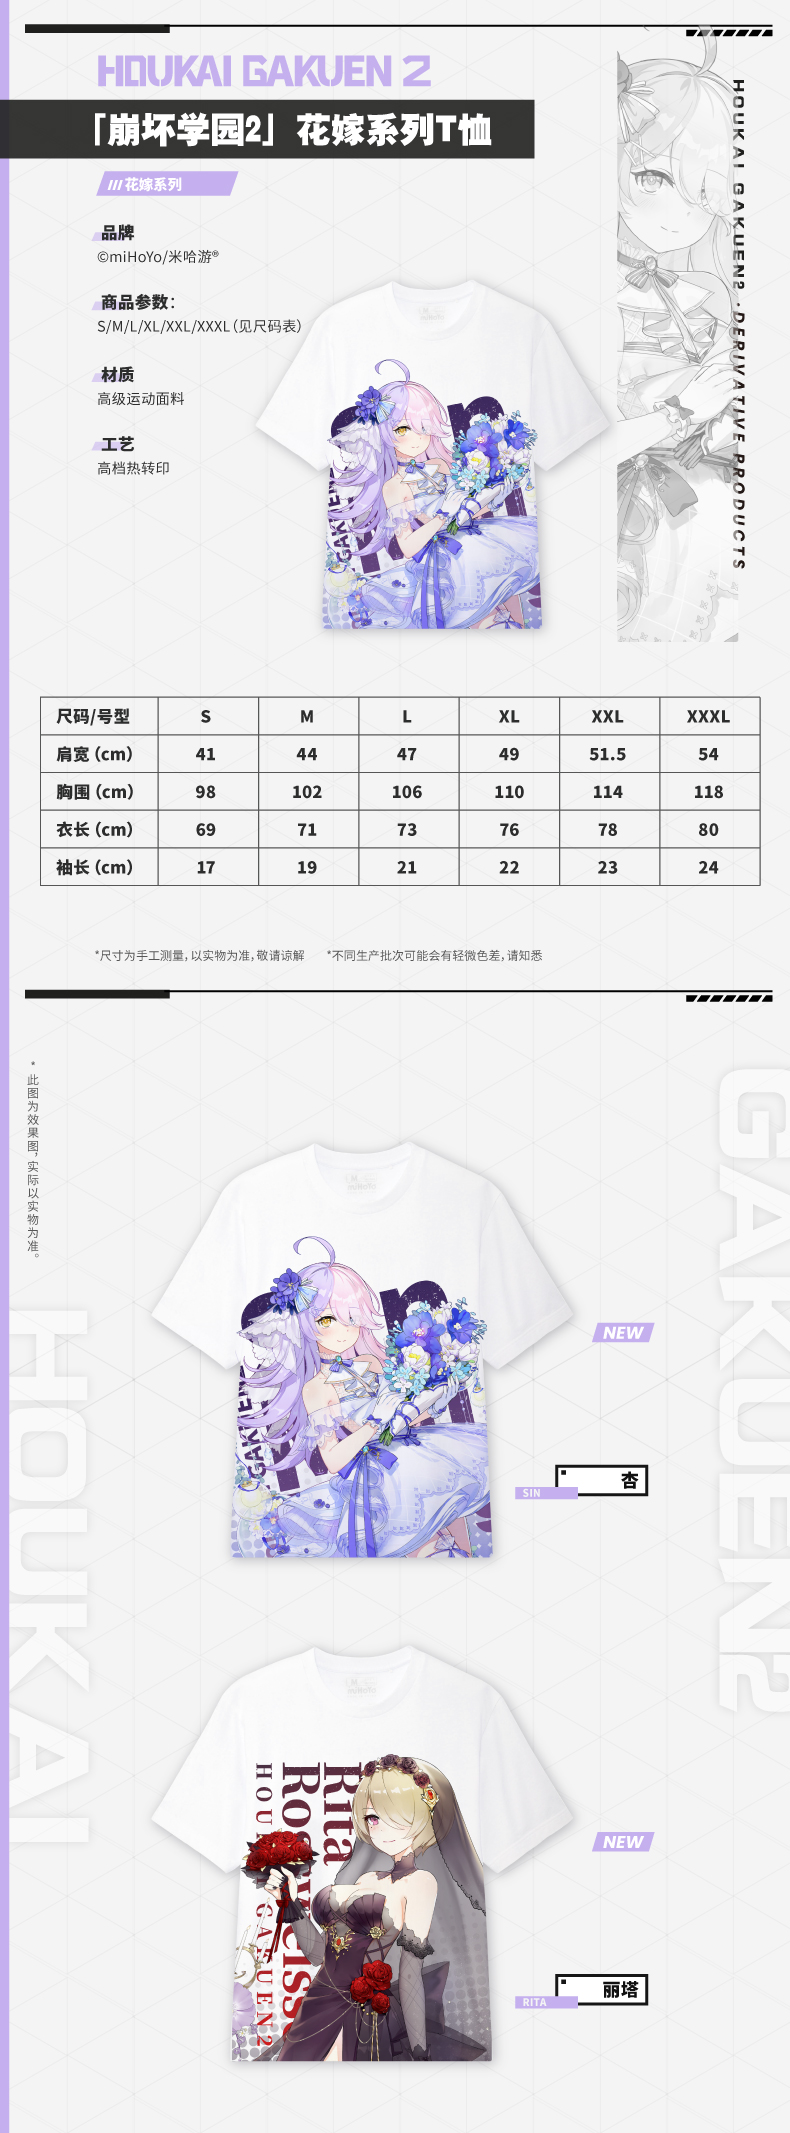 HOUKAI GAKUEN 2
「崩坏学园2」花嫁系列T恤
/// 花嫁系列
品牌
©miHoYo/米哈游®
商品参数:
S/M/L/XL/XXL/XXXL (见尺码表)
材质
高级运动面料
工艺
高档热转印
HOUKAI GAKUEN2 · DERIVATIVE PRODUCTS
尺码/号型 S M L XL XXL XXXL
肩宽 (cm) 41 44 47 49 51.5 54
胸围 (cm) 98 102 106 110 114 118
衣长 (cm) 69 71 73 76 78 80
袖长 (cm) 17 19 21 22 23 24
*尺寸为手工测量, 以实物为准, 敬请谅解 *不同生产批次可能会有轻微色差, 请知悉
* 此图为效果图, 实际以实物为准。
HOUKAI
GAKUEN2
NEW
杏
SIN
Rita
HOU
GAKUEN2
NEW
丽塔
RITA